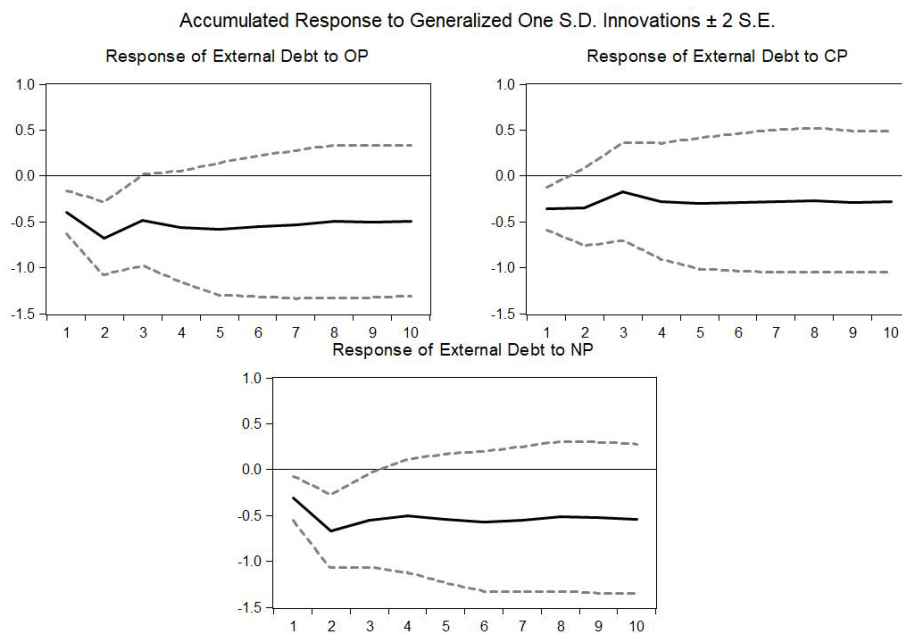 Accumulated Response to Generalized One S.D. Innovations ± 2 S.E.
Response of External Debt to OP
1.0
0.5
0.0
-0.5
-1.0
-1.5
1 2 3 4 5 6 7 8 9 10
Response of External Debt to CP
1.0
0.5
0.0
-0.5
-1.0
-1.5
1 2 3 4 5 6 7 8 9 10
Response of External Debt to NP
1.0
0.5
0.0
-0.5
-1.0
-1.5
1 2 3 4 5 6 7 8 9 10